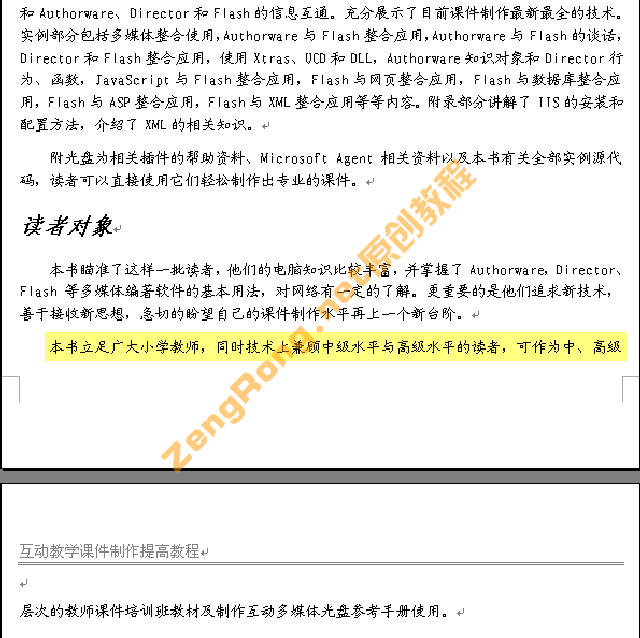 和 Authorware、Director 和 Flash 的信息互通。充分展示了目前课件制作最新最全的技术。
实例部分包括多媒体整合使用，Authorware 与 Flash 整合应用，Authorware 与 Flash 的谈话，
Director 和 Flash 整合应用，使用 Xtras、UCD 和 DLL，Authorware 知识对象和 Director 行
为、函数，JavaScript 与 Flash 整合应用，Flash 与网页整合应用，Flash 与数据库整合应
用，Flash 与 ASP 整合应用，Flash 与 XML 整合应用等等内容。附录部分讲解了 IIS 的安装和
配置方法，介绍了 XML 的相关知识。
附光盘为相关插件的帮助资料、Microsoft Agent 相关资料以及本书有关全部实例源代
码，读者可以直接使用它们轻松制作出专业的课件。
读者对象
本书瞄准了这样一批读者，他们的电脑知识比较丰富，并掌握了 Authorware，Director、
Flash 等多媒体编著软件的基本用法，对网络有一定的了解。更重要的是他们追求新技术，
善于接收新思想，急切的盼望自己的课件制作水平再上一个新台阶。
本书立足广大小学教师，同时技术上兼顾中级水平与高级水平的读者，可作为中、高级
ZengRong.net原创教程
互动教学课件制作提高教程
层次的教师课件培训班教材及制作互动多媒体光盘参考手册使用。